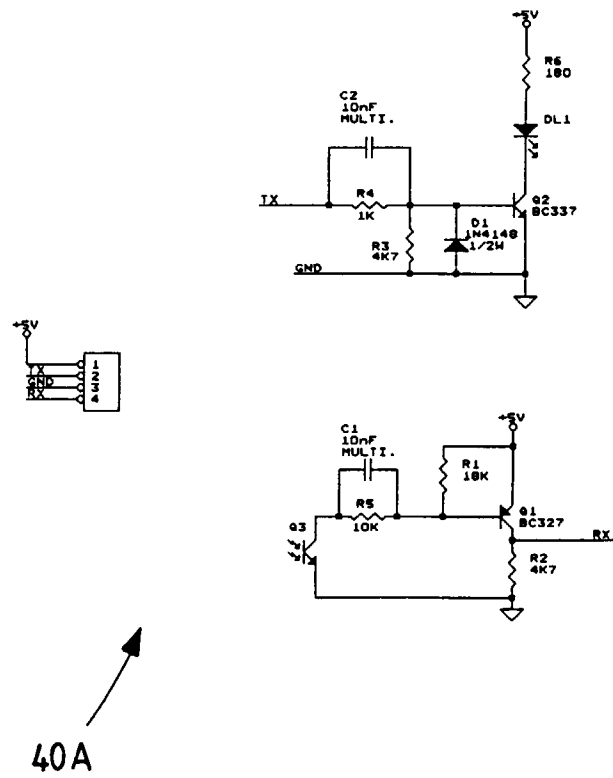 +5V
R6
180
C2
10nF
MULTI.
DL1
TX
R4
1K
Q2
BC337
R3
4K7
D1
1N4148
1/2W
GND
+5V
1
TX
2
GND
3
RX
4
+5V
C1
10nF
MULTI.
R1
18K
Q3
R5
10K
Q1
BC327
RX
R2
4K7
40A